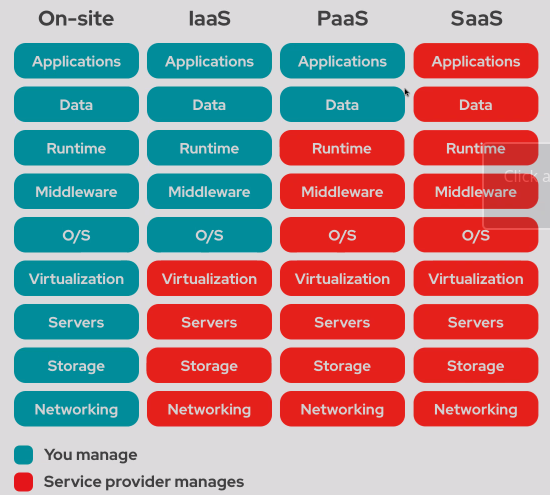 On-site IaaS PaaS SaaS
Applications Applications Applications Applications
Data Data Data Data
Runtime Runtime Runtime Runtime
Middleware Middleware Middleware Middleware
O/S O/S O/S O/S
Virtualization Virtualization Virtualization Virtualization
Servers Servers Servers Servers
Storage Storage Storage Storage
Networking Networking Networking Networking
You manage
Service provider manages
Click